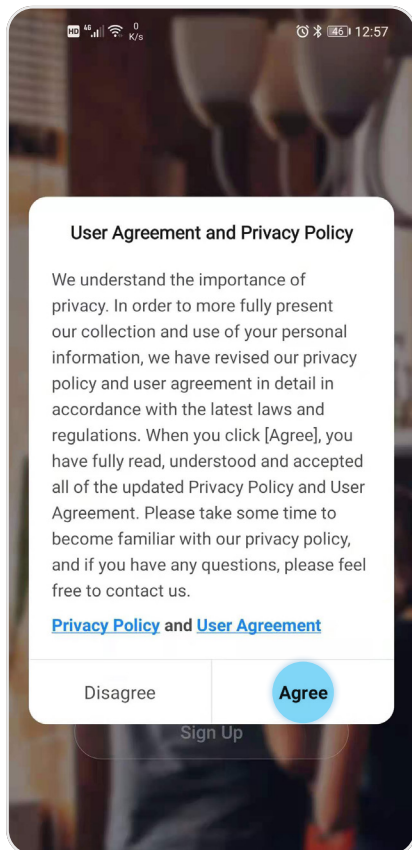 HD 4G 0 K/s 46 12:57
User Agreement and Privacy Policy
We understand the importance of
privacy. In order to more fully present
our collection and use of your personal
information, we have revised our privacy
policy and user agreement in detail in
accordance with the latest laws and
regulations. When you click [Agree], you
have fully read, understood and accepted
all of the updated Privacy Policy and User
Agreement. Please take some time to
become familiar with our privacy policy,
and if you have any questions, please feel
free to contact us.
Privacy Policy and User Agreement
Disagree Agree
Sign Up